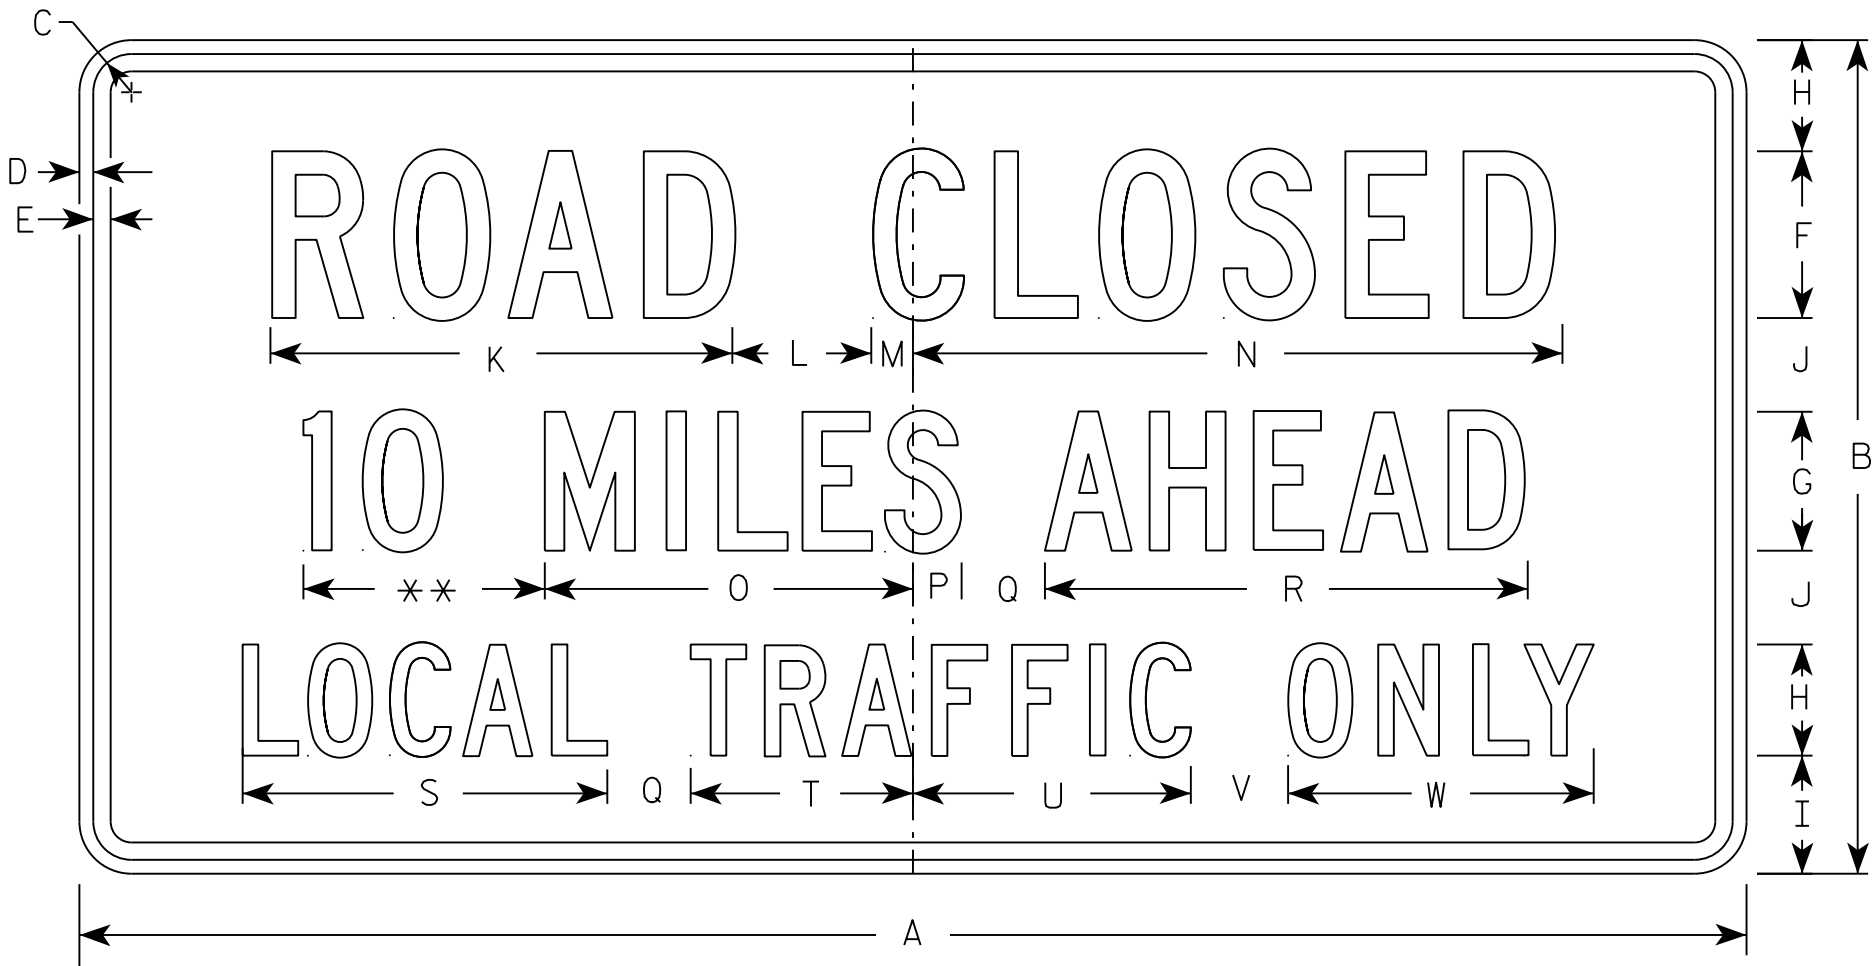 C
H
D
E
ROAD CLOSED
F
K L M N
J
10 MILES AHEAD
B
G
** O P Q R
J
LOCAL TRAFFIC ONLY
H
S Q T U V W
I
A